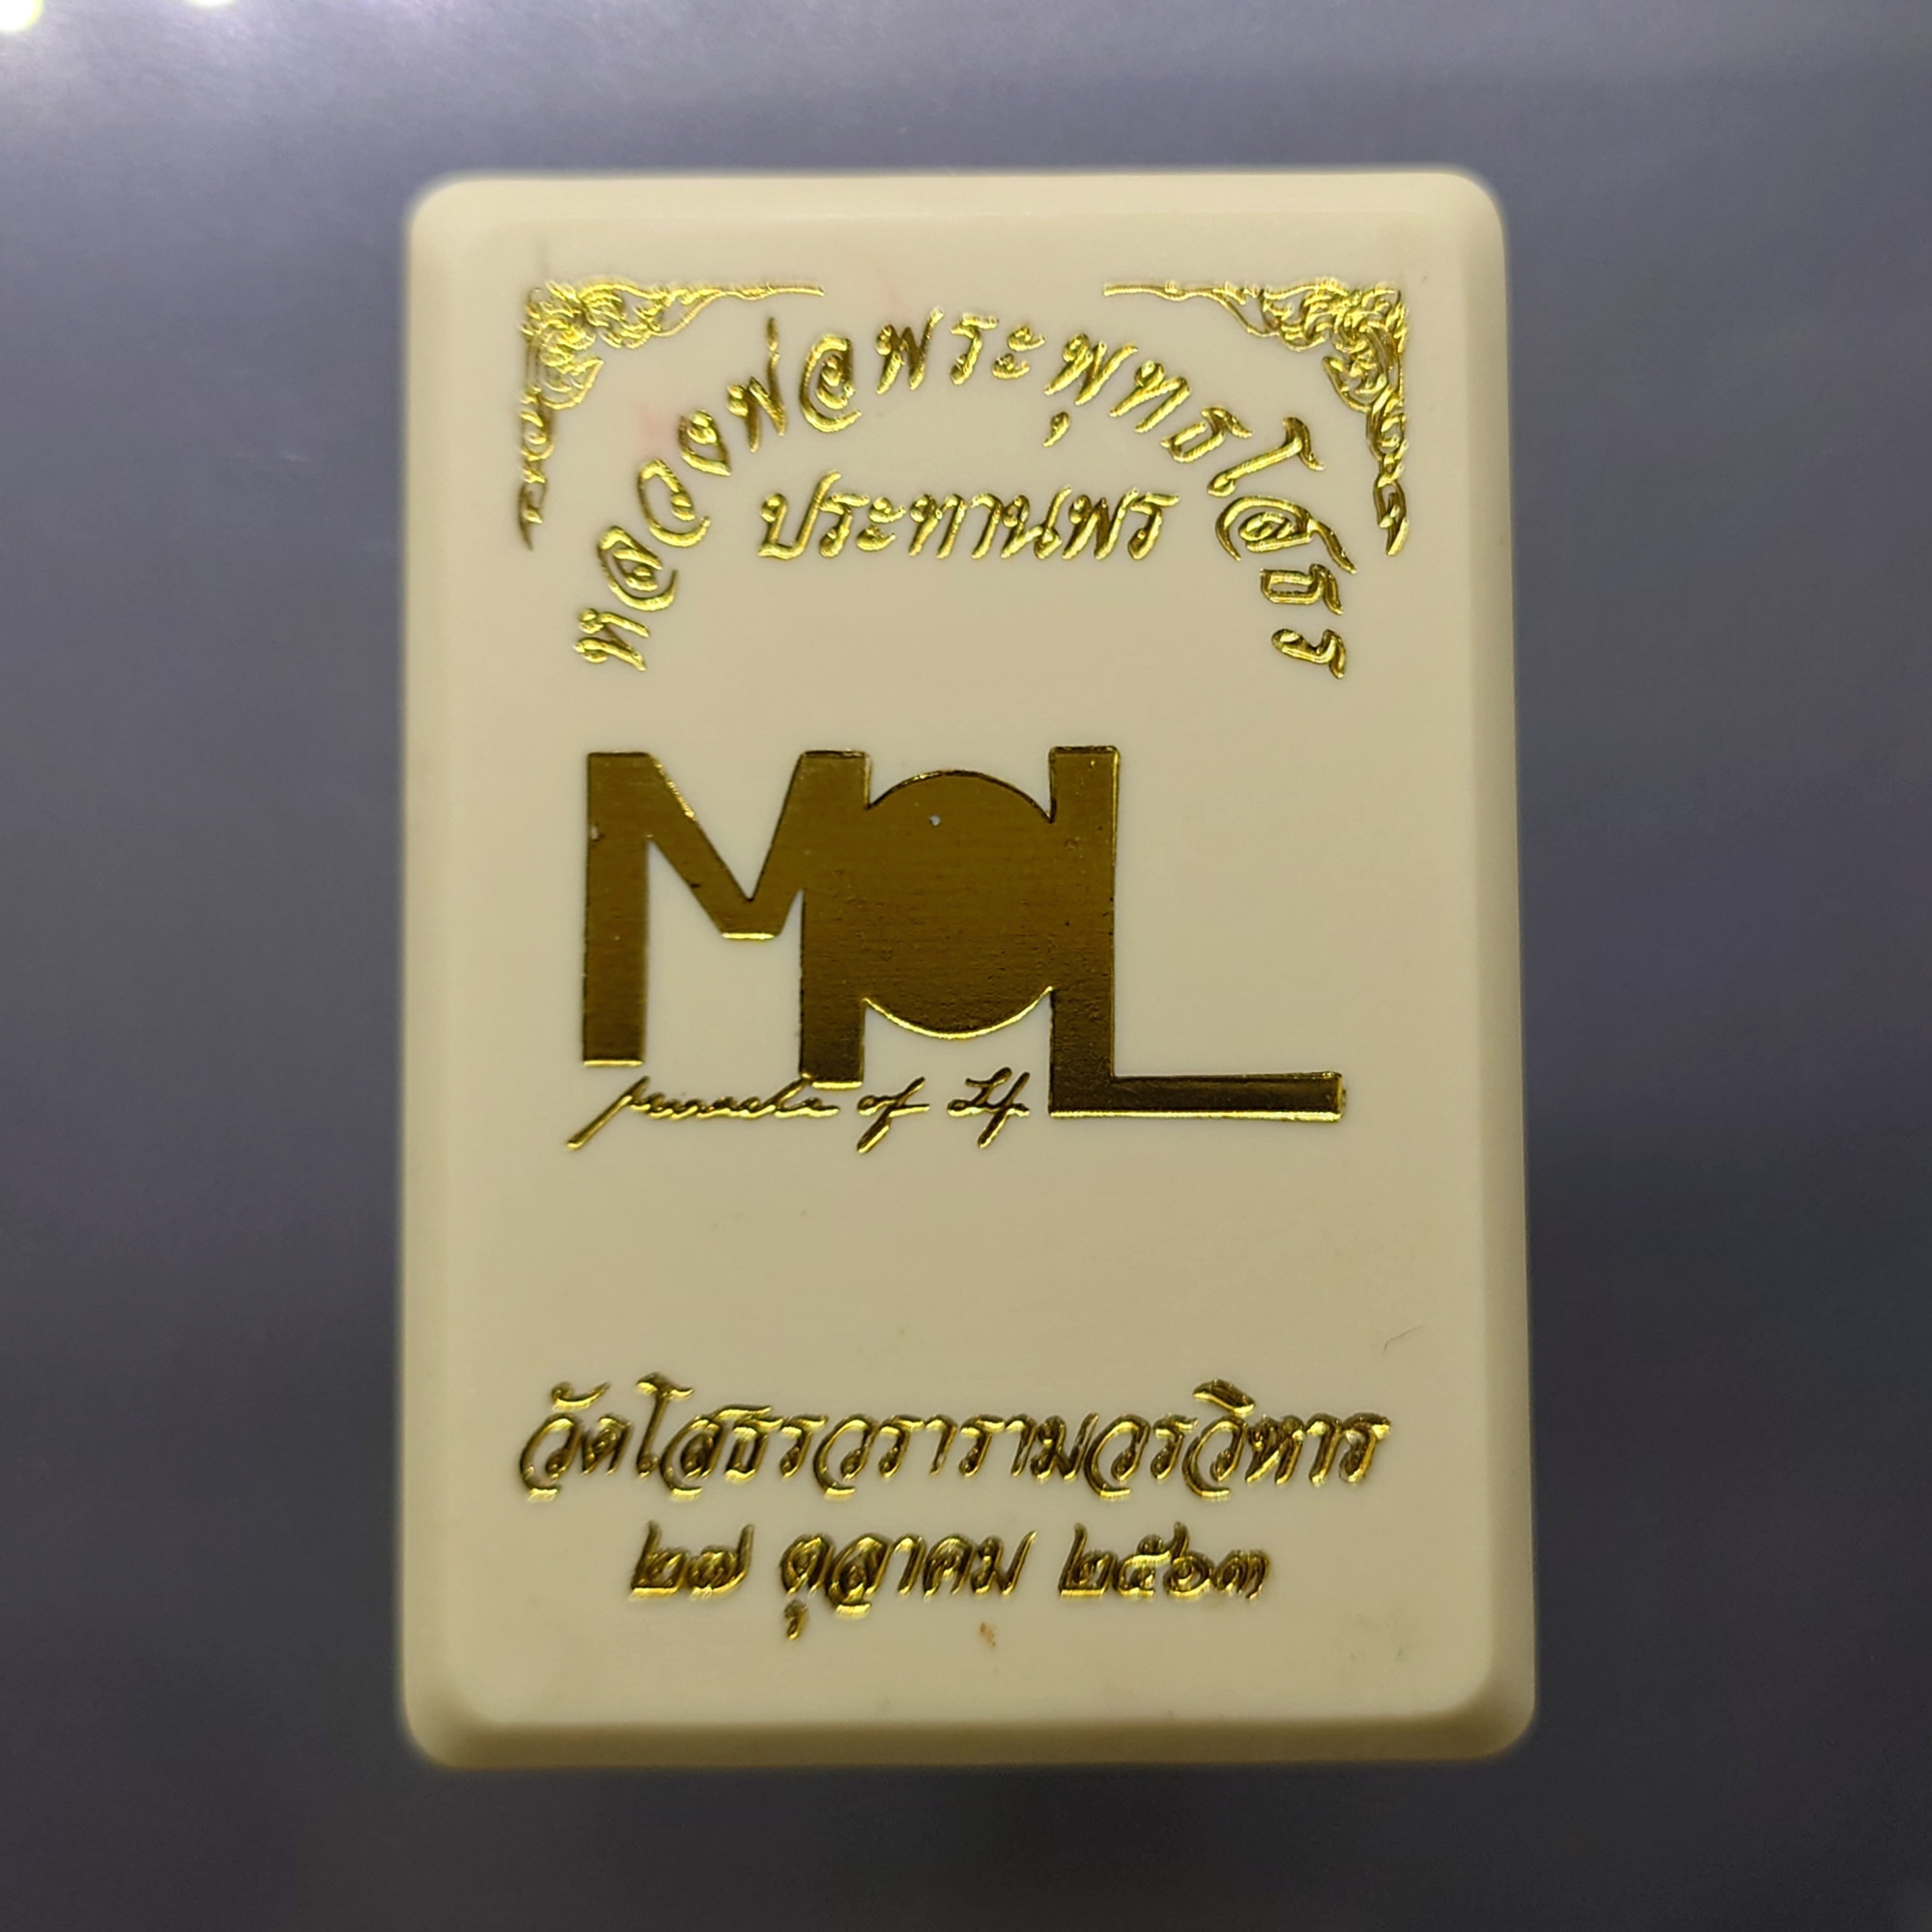 หลวงพ่อพระพุทธโสธร
ประทานพร
MOL
pinnacle of Life
วัดโสธรวรารามวรวิหาร
๒๗ ตุลาคม ๒๕๖๓